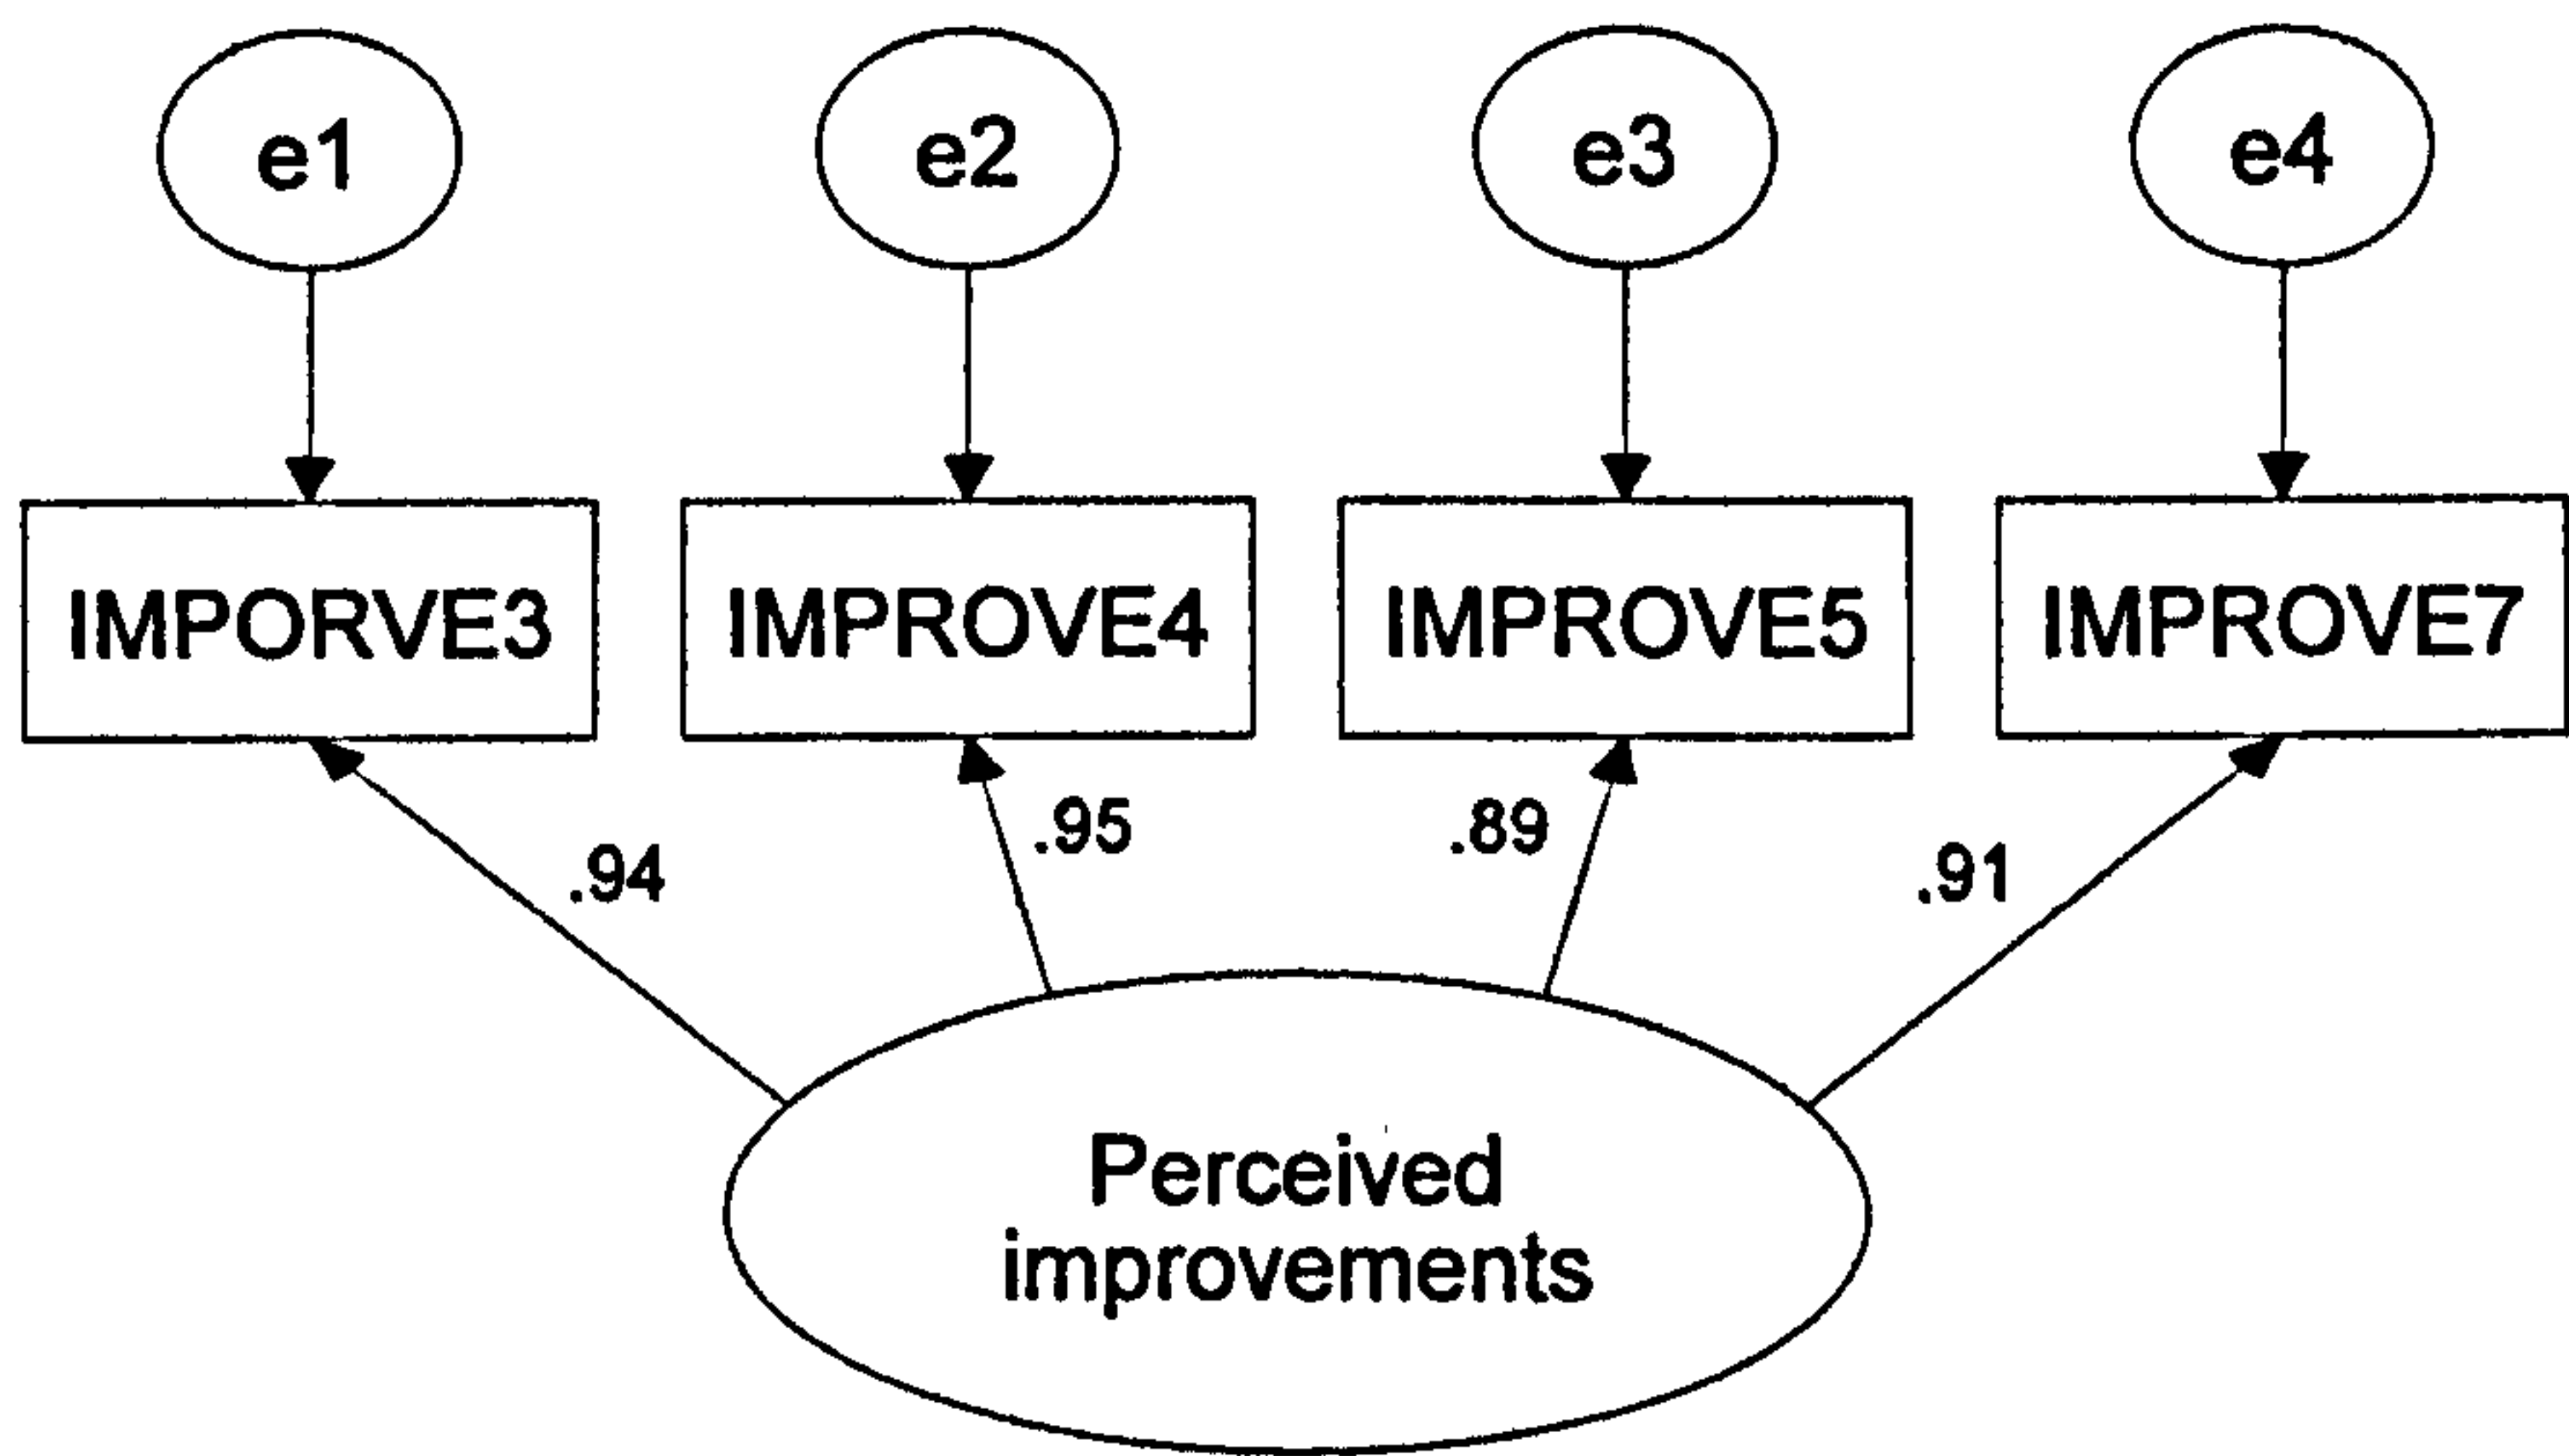 e1 e2 e3 e4
IMPORVE3 IMPROVE4 IMPROVE5 IMPROVE7
.94 .95 .89 .91
Perceived
improvements